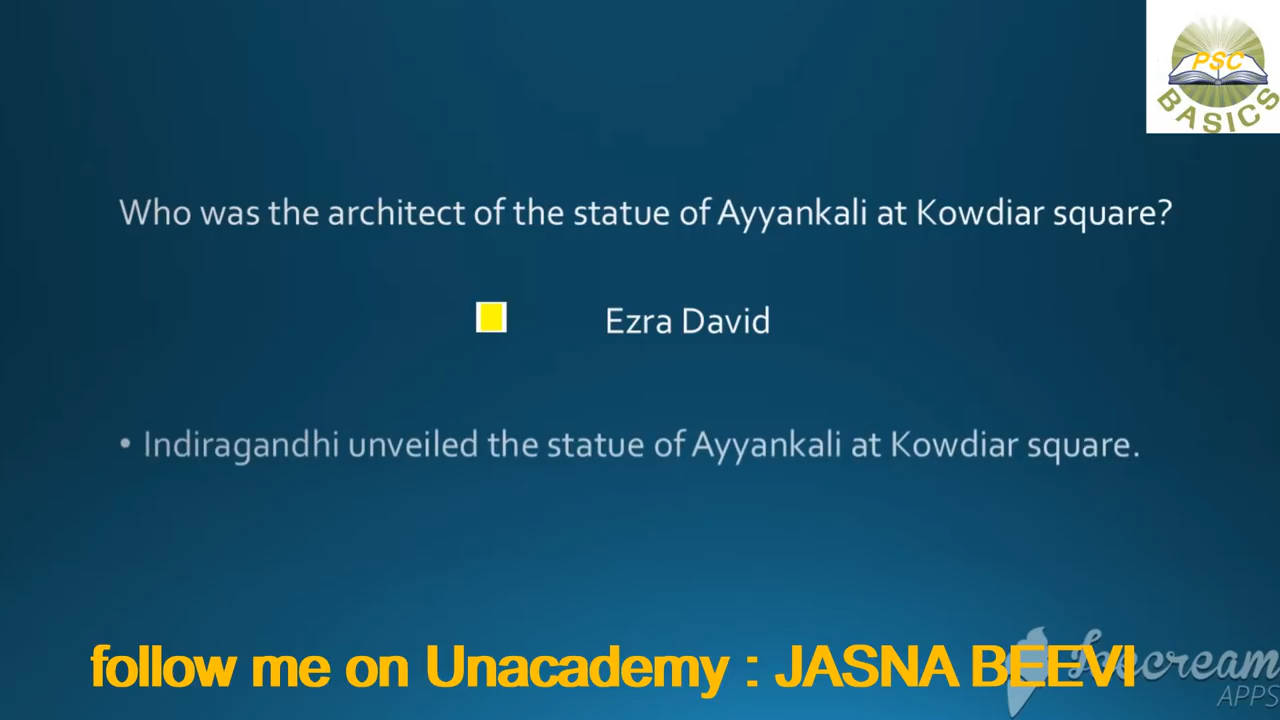 PSC
BASICS
Who was the architect of the statue of Ayyankali at Kowdiar square?
Ezra David
• Indiragandhi unveiled the statue of Ayyankali at Kowdiar square.
follow me on Unacademy : JASNA BEEVI
APPS